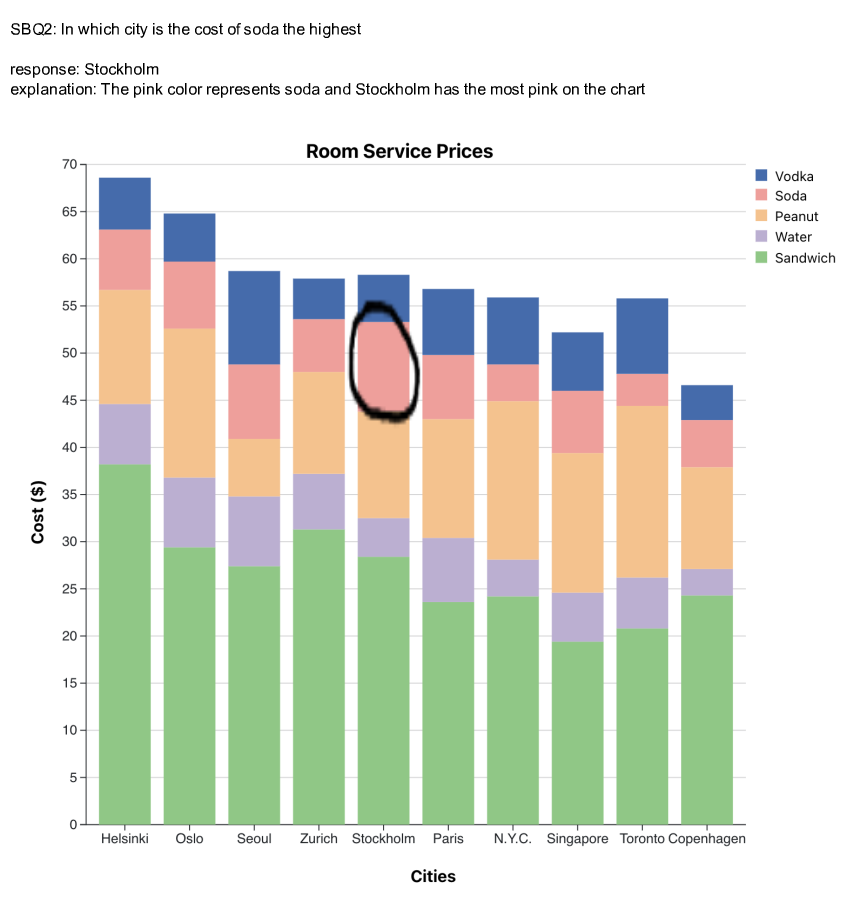 SBQ2: In which city is the cost of soda the highest
response: Stockholm
explanation: The pink color represents soda and Stockholm has the most pink on the chart
Room Service Prices
70
65
60
55
50
45
40
35
30
25
20
15
10
5
0
Cost ($)
Vodka
Soda
Peanut
Water
Sandwich
Helsinki Oslo Seoul Zurich Stockholm Paris N.Y.C. Singapore Toronto Copenhagen
Cities